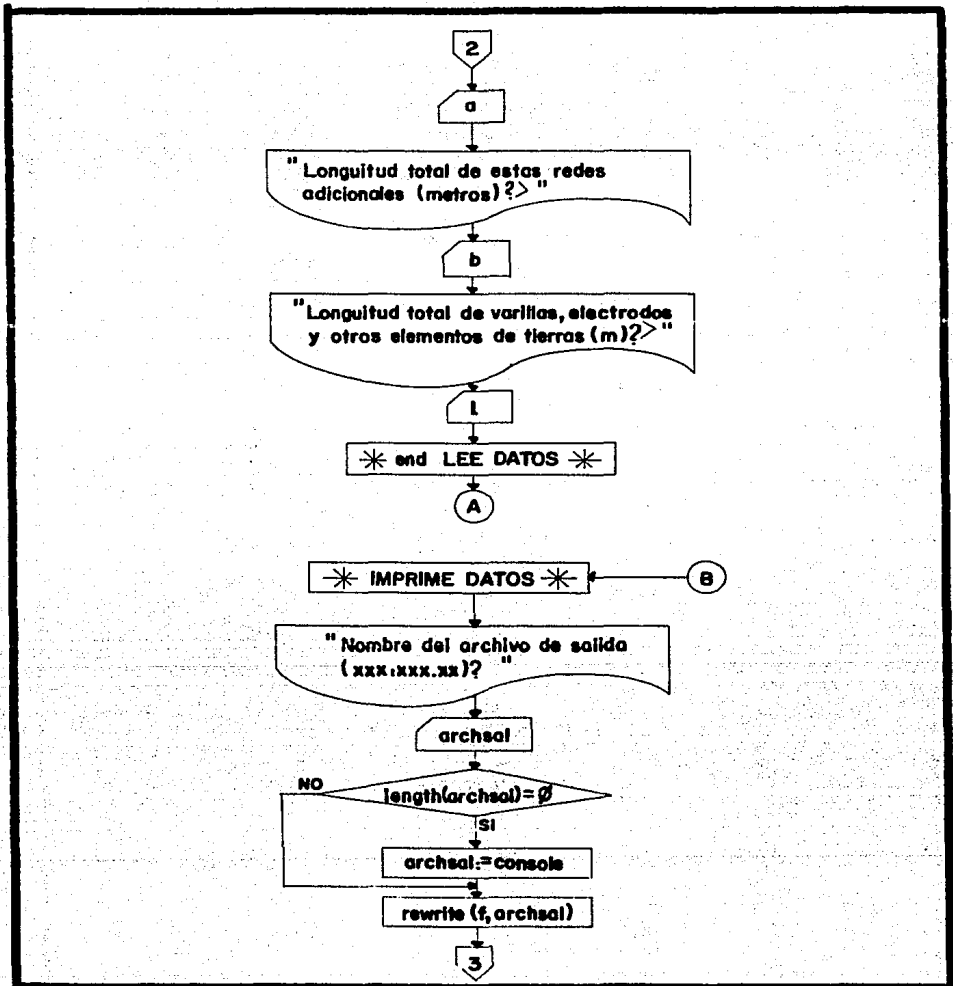 2
a
"Longuitud total de estas redes
adicionales (metros)?>"
b
"Longuitud total de varillas, electrodos
y otros elementos de tierras (m)?>"
l
* end LEE DATOS *
A
* IMPRIME DATOS *
B
"Nombre del archivo de salida
(xxx:xxx.xx)? "
archsal
NO
length(archsal)=Ø
SI
archsal:=console
rewrite (f,archsal)
3